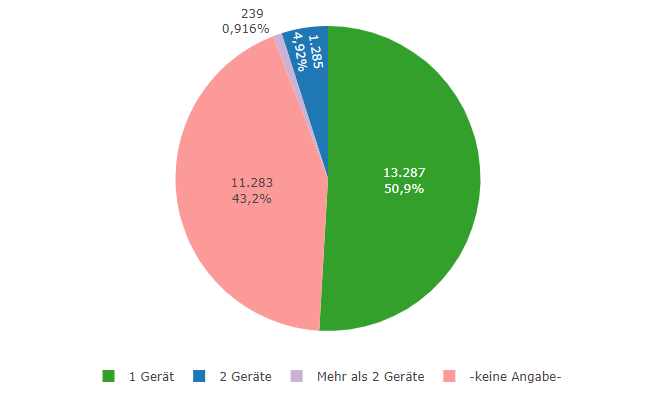 239
0,916%
1.285
4,92%
13.287
50,9%
11.283
43,2%
1 Gerät
2 Geräte
Mehr als 2 Geräte
-keine Angabe-